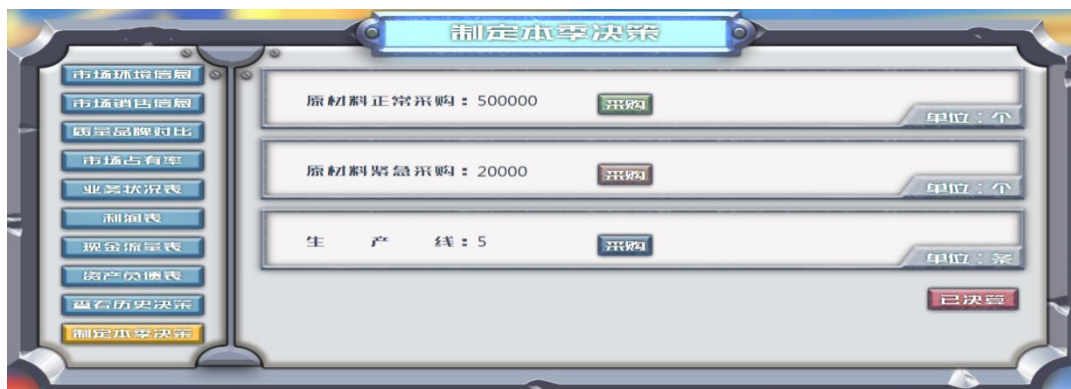 制定本季决策
市场环境信息
市场销售信息
质量品牌对比
市场占有率
业务状况表
利润表
现金流量表
资产负债表
查看历史决策
制定本季决策
原材料正常采购：500000
采购
单位：个
原材料紧急采购：20000
采购
单位：个
生产线：5
采购
单位：条
已决算